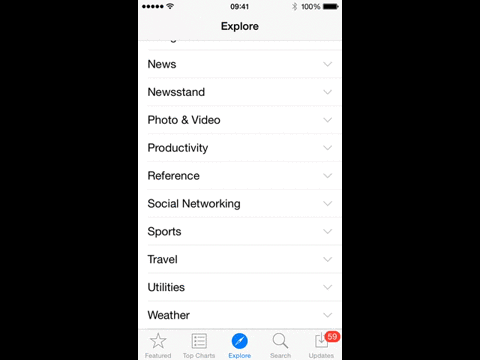 09:41
100%
Explore
News
Newsstand
Photo & Video
Productivity
Reference
Social Networking
Sports
Travel
Utilities
Weather
59
Featured Top Charts Explore Search Updates